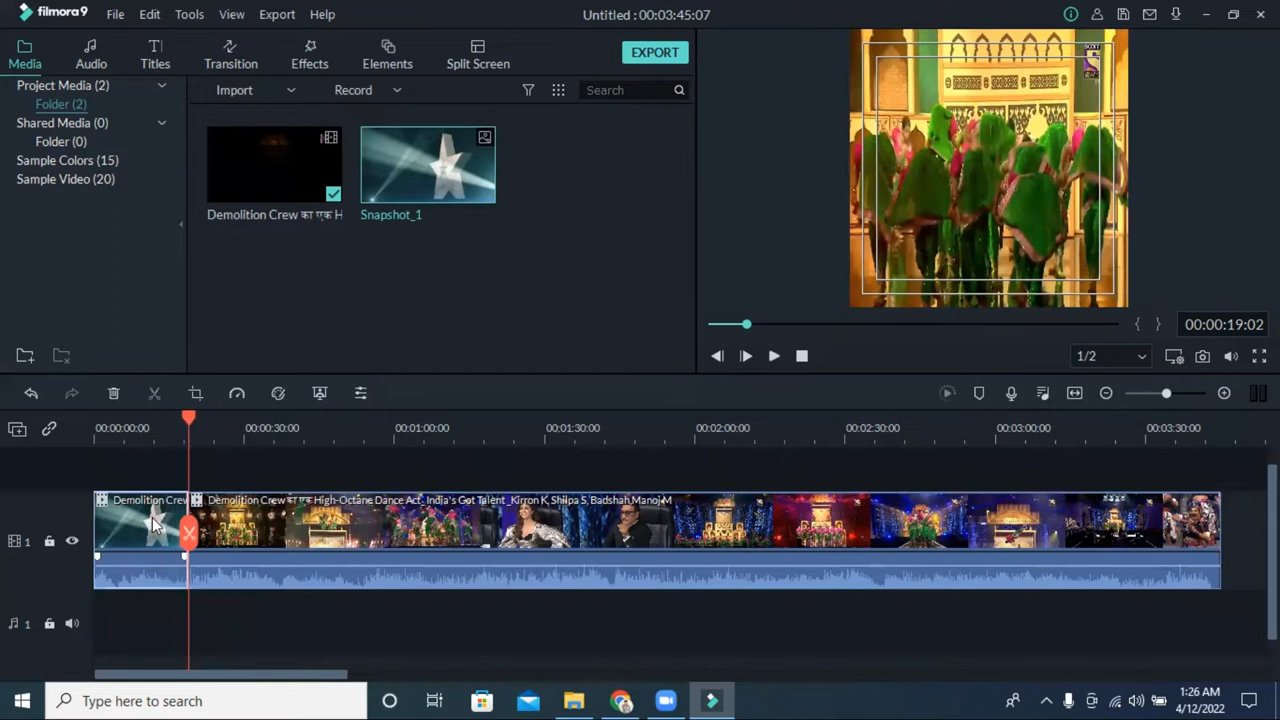 filmora9
File Edit Tools View Export Help
Untitled : 00:03:45:07
Media Audio Titles Transition Effects Elements Split Screen
EXPORT
Project Media (2)
Folder (2)
Shared Media (0)
Folder (0)
Sample Colors (15)
Sample Video (20)
Import Record Search
Demolition Crew का एक H
Snapshot_1
00:00:19:02
1/2
00:00:00:00 00:00:30:00 00:01:00:00 00:01:30:00 00:02:00:00 00:02:30:00 00:03:00:00 00:03:30:00
Demolition Crew Demolition Crew का एक High-Octane Dance Act, India's Got Talent _Kirron K, Shilpa S, Badshah, Manoj M
1
1
Type here to search
1:26 AM
4/12/2022